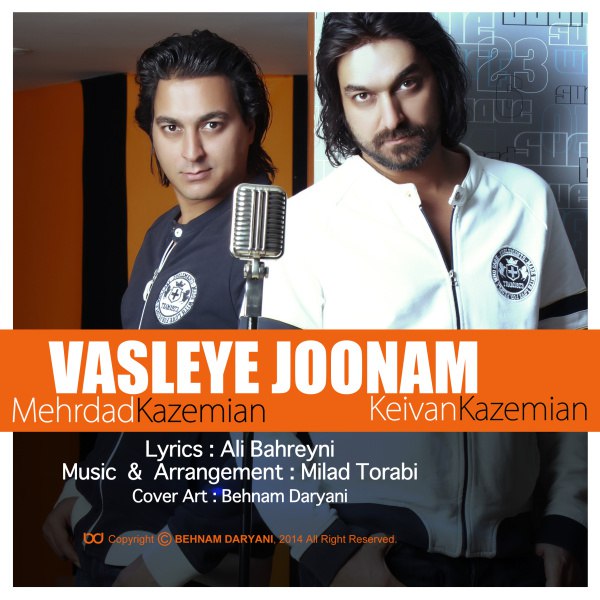 23
VASLEYE JOONAM
MehrdadKazemian KeivanKazemian
Lyrics : Ali Bahreyni
Music & Arrangement : Milad Torabi
Cover Art : Behnam Daryani
Copyright © BEHNAM DARYANI, 2014 All Right Reserved.